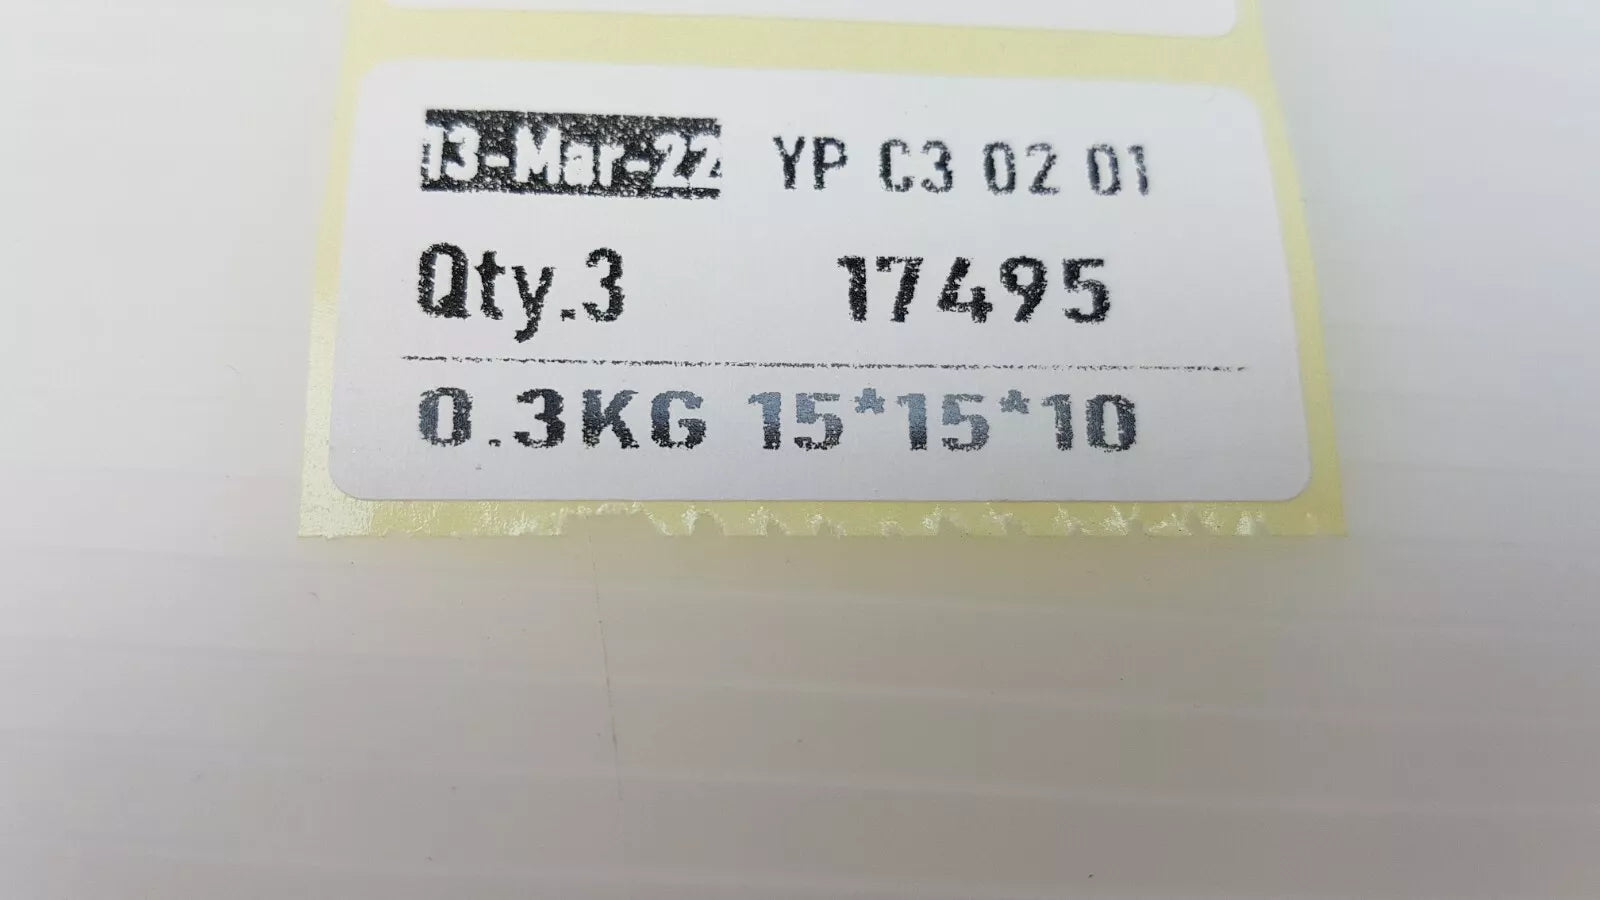 13-Mar-22 YP C3 02 01
Qty.3 17495
0.3KG 15*15*10